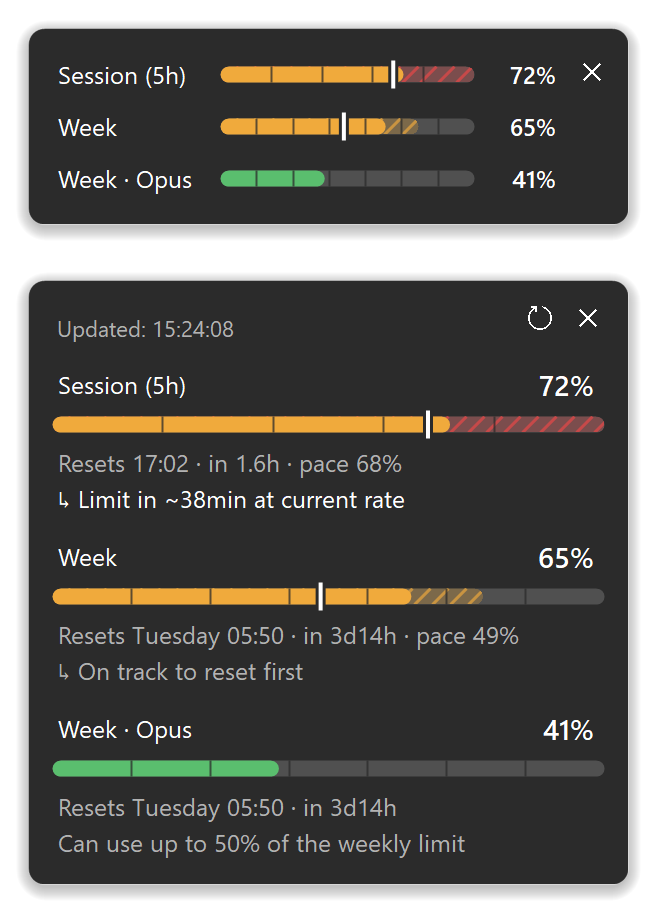 Session (5h) 72%
Week 65%
Week · Opus 41%
Updated: 15:24:08
Session (5h) 72%
Resets 17:02 · in 1.6h · pace 68%
↳ Limit in ~38min at current rate
Week 65%
Resets Tuesday 05:50 · in 3d14h · pace 49%
↳ On track to reset first
Week · Opus 41%
Resets Tuesday 05:50 · in 3d14h
Can use up to 50% of the weekly limit